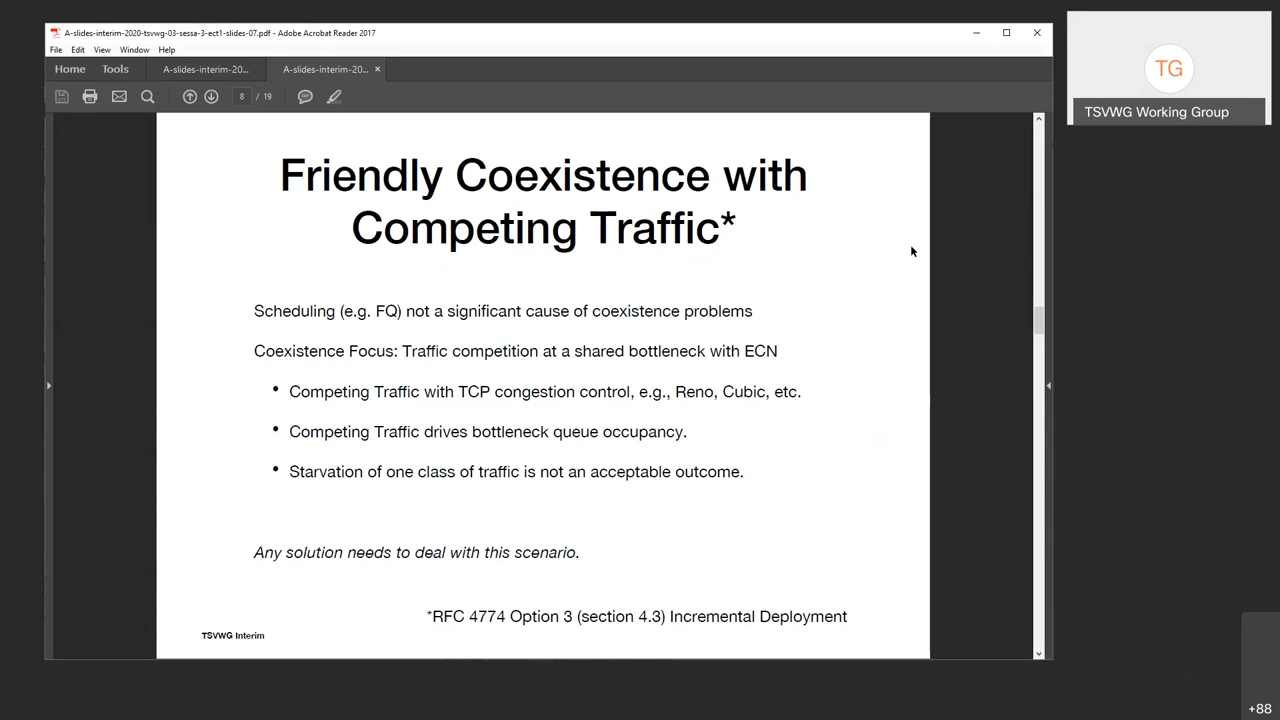 A-slides-interim-2020-tsvwg-03-sessa-3-ect1-slides-07.pdf - Adobe Acrobat Reader 2017
File Edit View Window Help
Home Tools A-slides-interim-20... A-slides-interim-20... ×
8 / 19
TG
TSVWG Working Group
Friendly Coexistence with
Competing Traffic*
Scheduling (e.g. FQ) not a significant cause of coexistence problems
Coexistence Focus: Traffic competition at a shared bottleneck with ECN
• Competing Traffic with TCP congestion control, e.g., Reno, Cubic, etc.
• Competing Traffic drives bottleneck queue occupancy.
• Starvation of one class of traffic is not an acceptable outcome.
Any solution needs to deal with this scenario.
*RFC 4774 Option 3 (section 4.3) Incremental Deployment
TSVWG Interim
+88